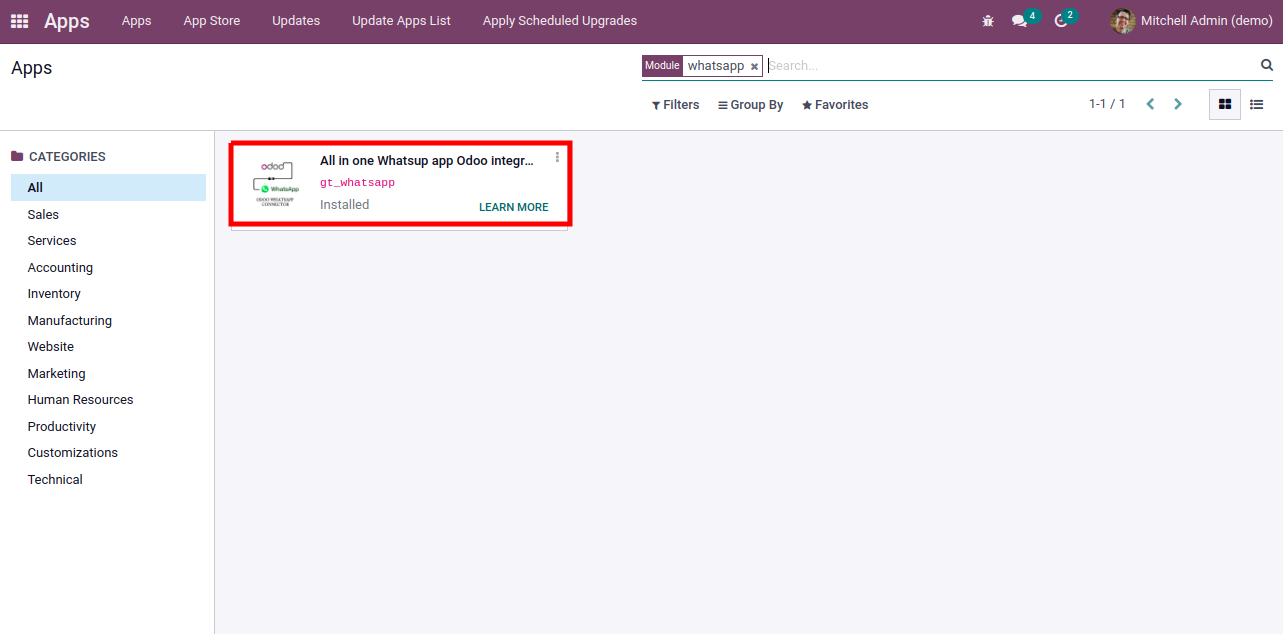 Apps Apps App Store Updates Update Apps List Apply Scheduled Upgrades 4 2 Mitchell Admin (demo)
Apps
Module whatsapp × Search...
Filters Group By Favorites 1-1 / 1
CATEGORIES
All
Sales
Services
Accounting
Inventory
Manufacturing
Website
Marketing
Human Resources
Productivity
Customizations
Technical
odoo
WhatsApp
ODOO WHATSAPP
CONNECTOR
All in one Whatsup app Odoo integr...
gt_whatsapp
Installed
LEARN MORE